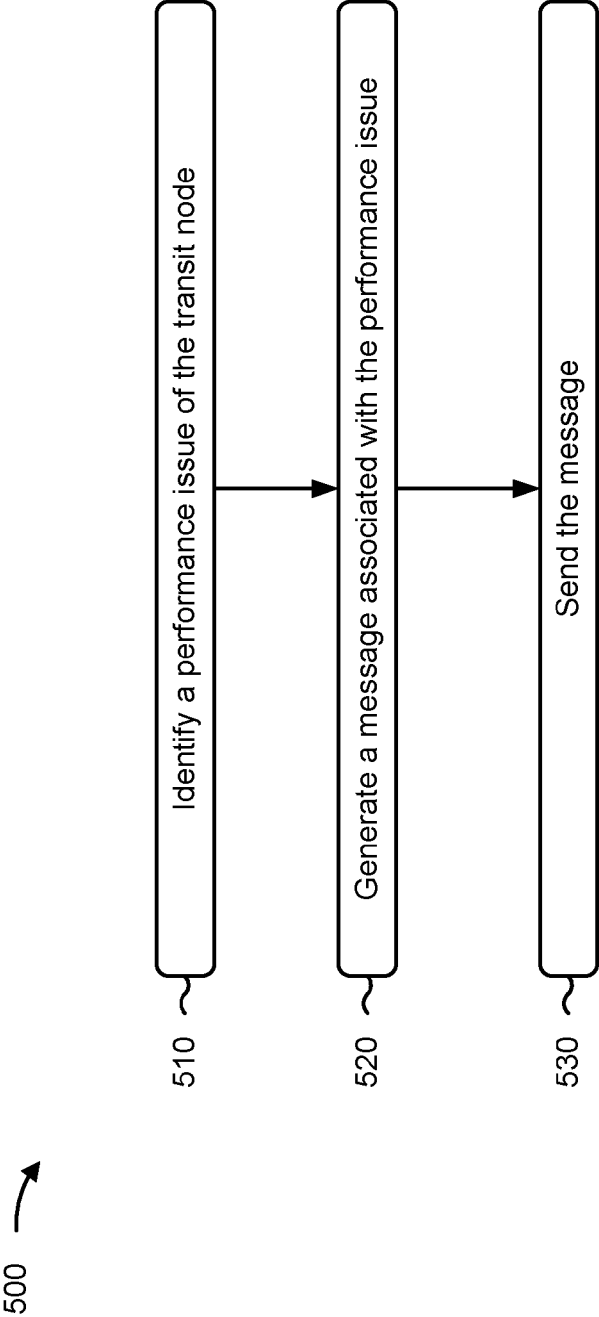 500
510
Identify a performance issue of the transit node
520
Generate a message associated with the performance issue
530
Send the message